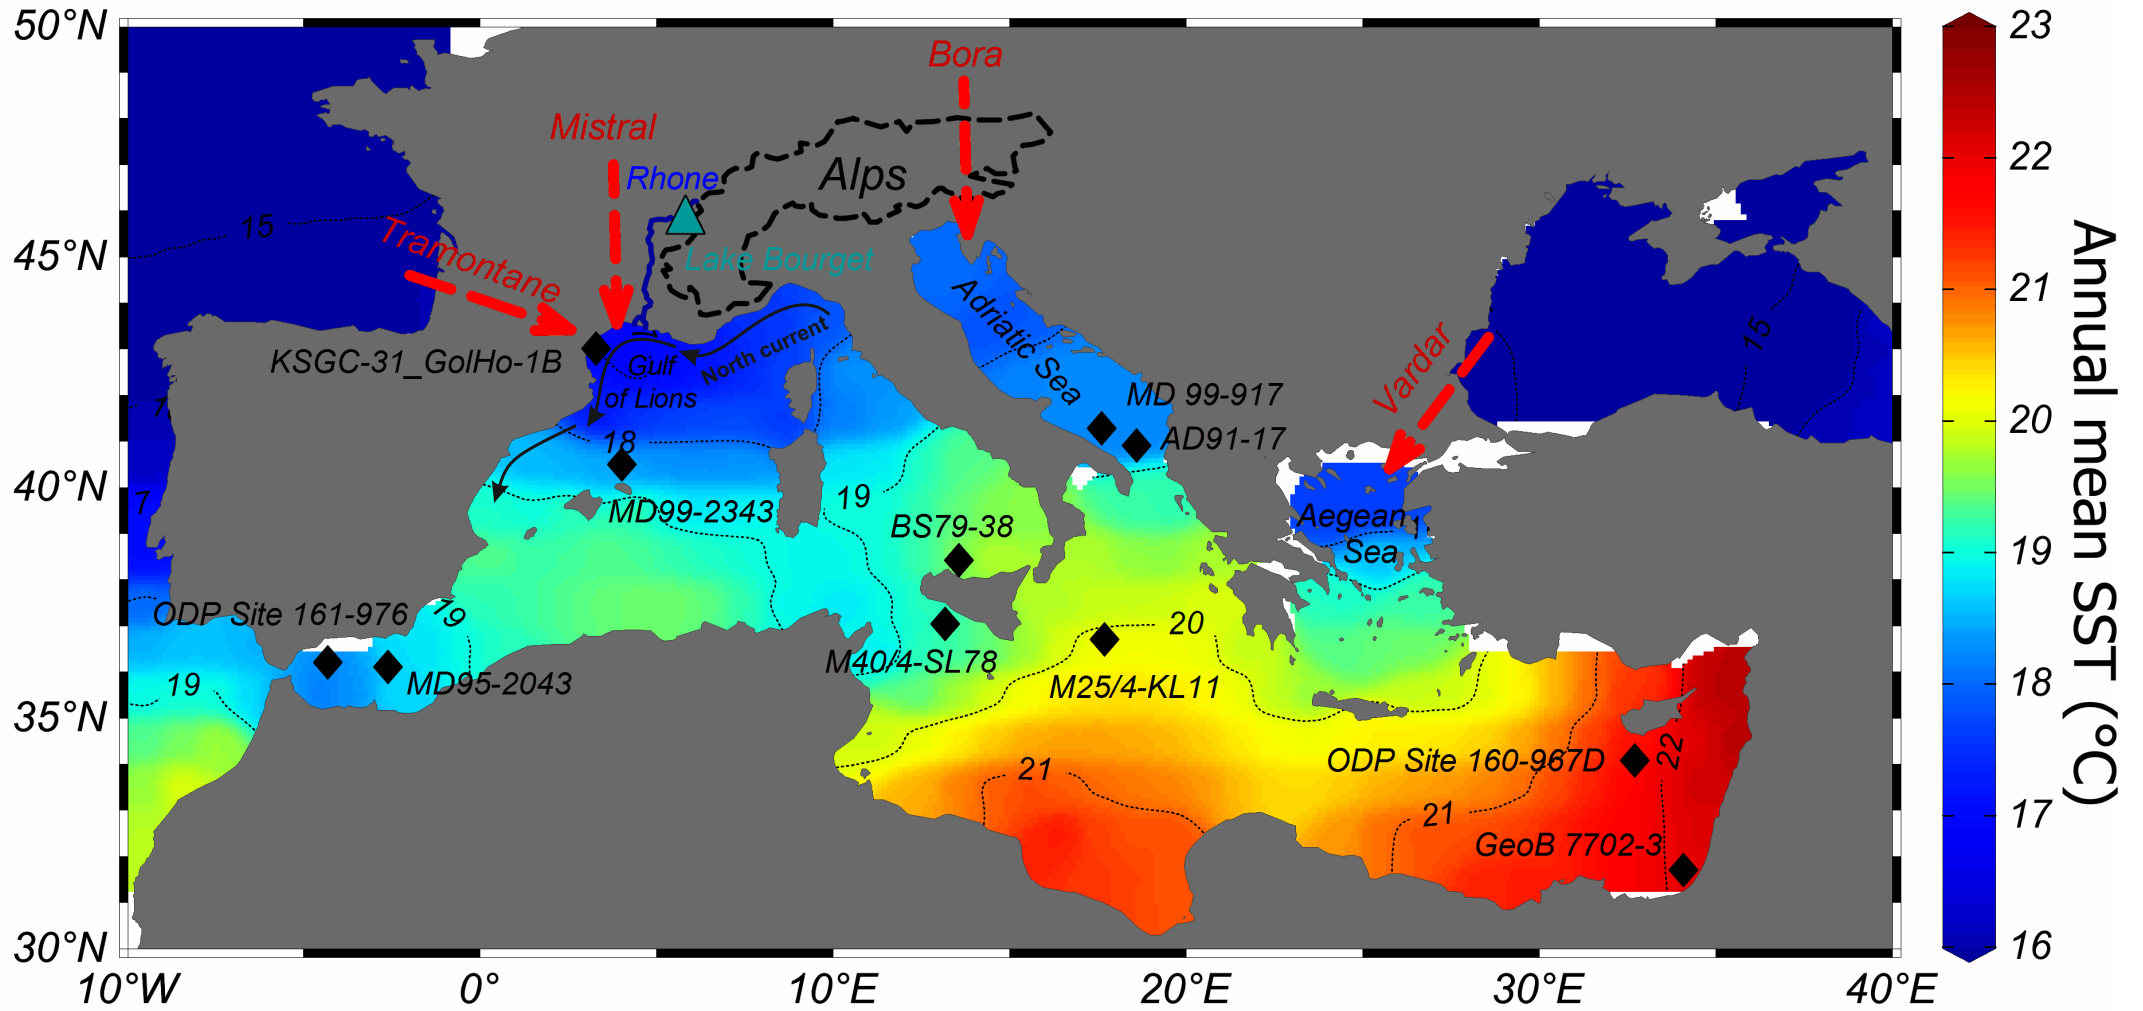 50°N
45°N
40°N
35°N
30°N
10°W
0°
10°E
20°E
30°E
40°E
Bora
Mistral
Rhone
Alps
Tramontane
Lake Bourget
15
KSGC-31_GolHo-1B
Gulf
of Lions
North current
Adriatic Sea
Vardar
15
MD 99-917
AD91-17
18
MD99-2343
19
BS79-38
Aegean
Sea
7
ODP Site 161-976
19
MD95-2043
19
M40/4-SL78
20
M25/4-KL11
21
ODP Site 160-967D
22
21
GeoB 7702-3
23
22
21
20
19
18
17
16
Annual mean SST (°C)